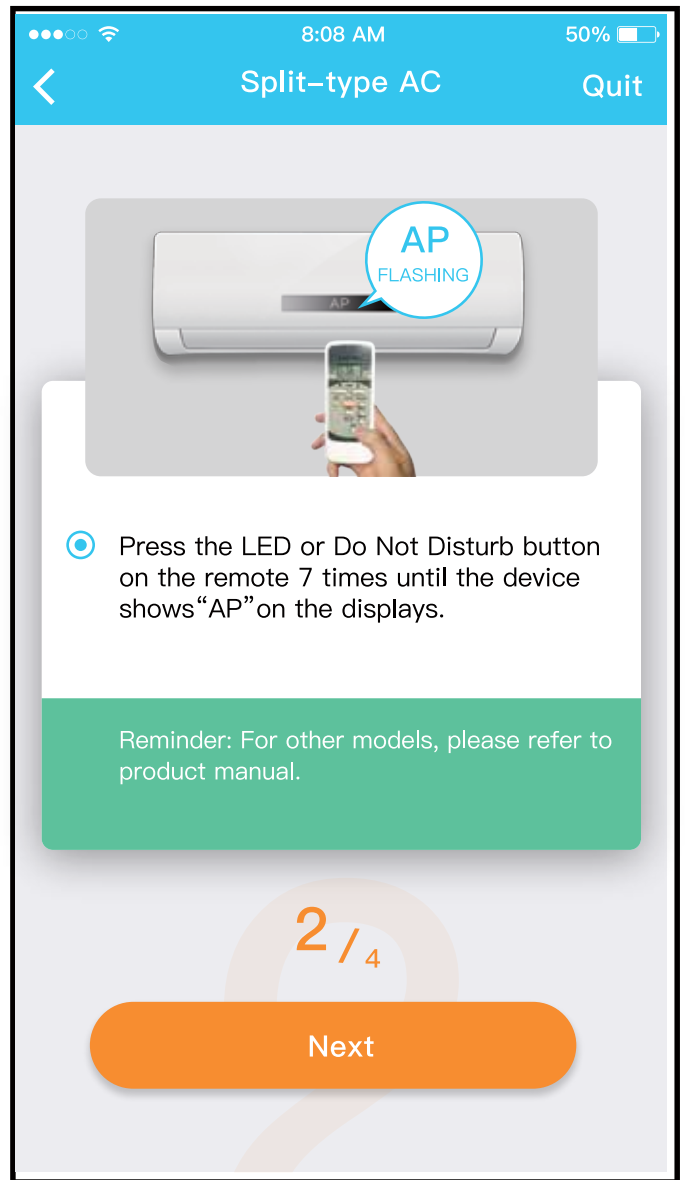 8:08 AM
50%
Split-type AC
Quit
AP
FLASHING
AP
Press the LED or Do Not Disturb button
on the remote 7 times until the device
shows“AP”on the displays.
Reminder: For other models, please refer to
product manual.
2/4
Next